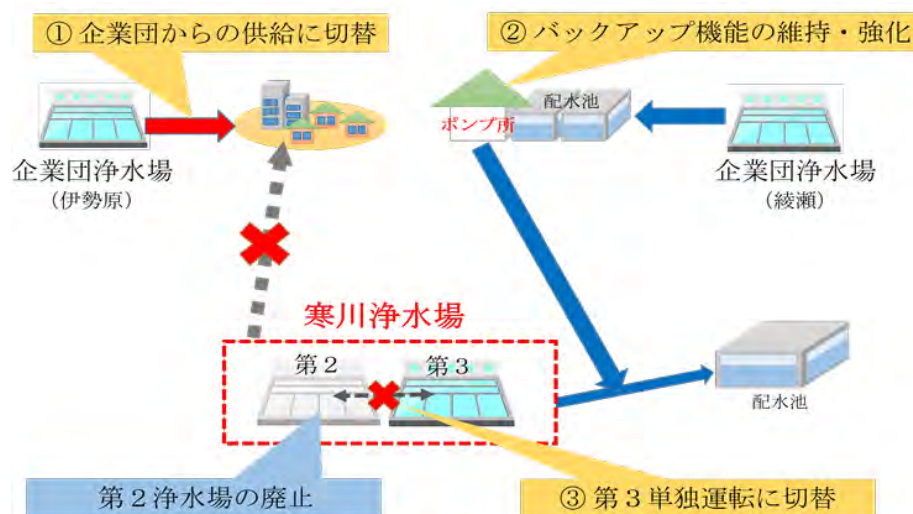 ① 企業団からの供給に切替
② バックアップ機能の維持・強化
企業団浄水場
(伊勢原)
配水池
ポンプ所
企業団浄水場
(綾瀬)
寒川浄水場
第２
第３
配水池
第２浄水場の廃止
③ 第３単独運転に切替